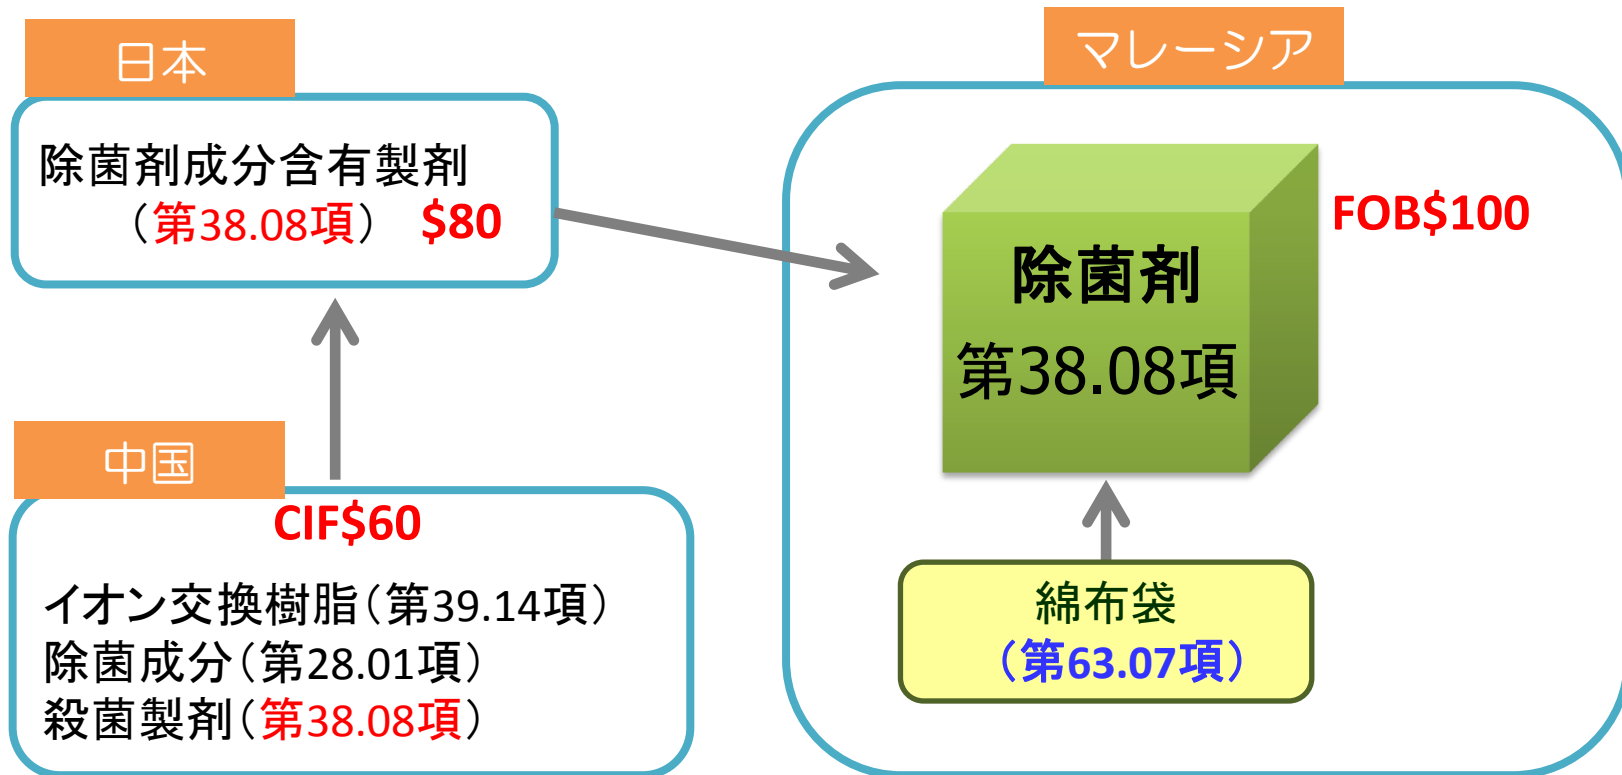 日本
除菌剤成分含有製剤
（第38.08項） $80
中国
CIF$60
イオン交換樹脂（第39.14項）
除菌成分（第28.01項）
殺菌製剤（第38.08項）
マレーシア
FOB$100
除菌剤
第38.08項
綿布袋
（第63.07項）